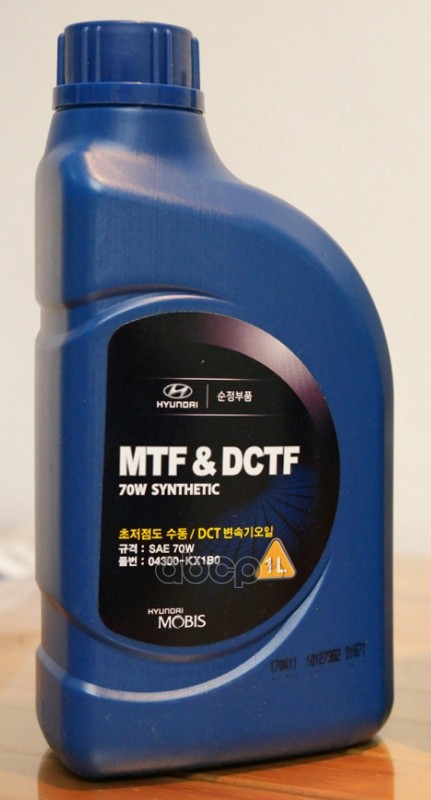 HYUNDAI 순정부품
MTF & DCTF
70W SYNTHETIC
초저점도 수동 / DCT 변속기오일
규격 : SAE 70W
품번 : 04300-KX1B0
1 L
HYUNDAI
MOBIS